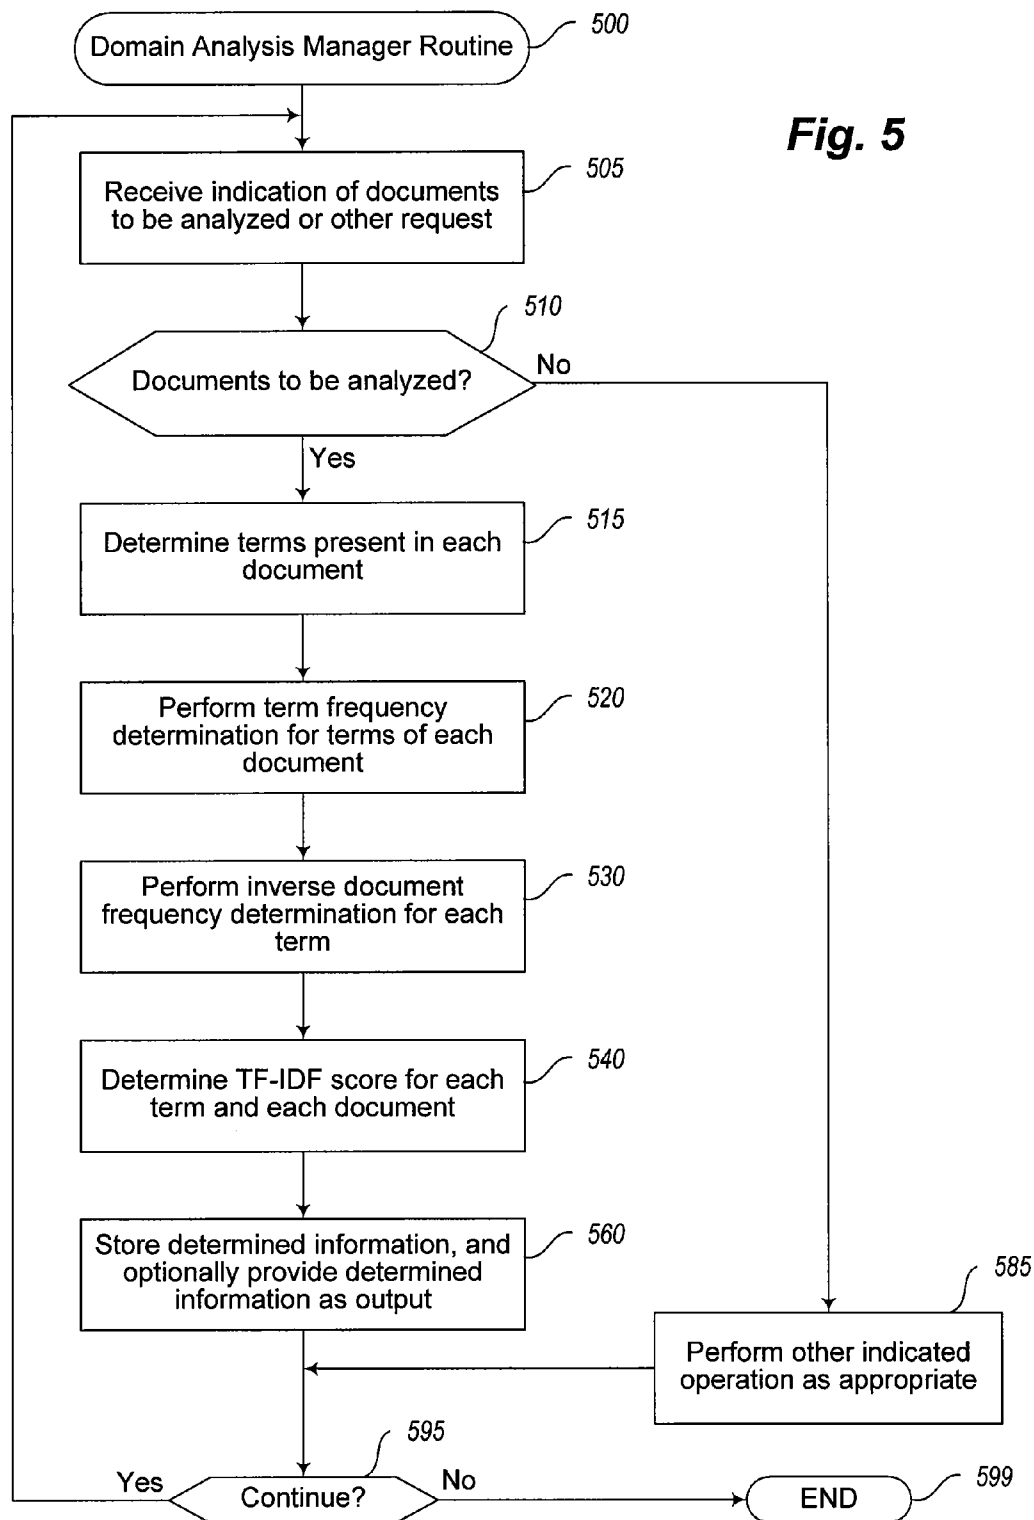 Domain Analysis Manager Routine
500
Fig. 5
Receive indication of documents
to be analyzed or other request
505
Documents to be analyzed?
510
No
Yes
Determine terms present in each
document
515
Perform term frequency
determination for terms of each
document
520
Perform inverse document
frequency determination for each
term
530
Determine TF-IDF score for each
term and each document
540
Store determined information, and
optionally provide determined
information as output
560
Perform other indicated
operation as appropriate
585
Continue?
595
Yes
No
END
599